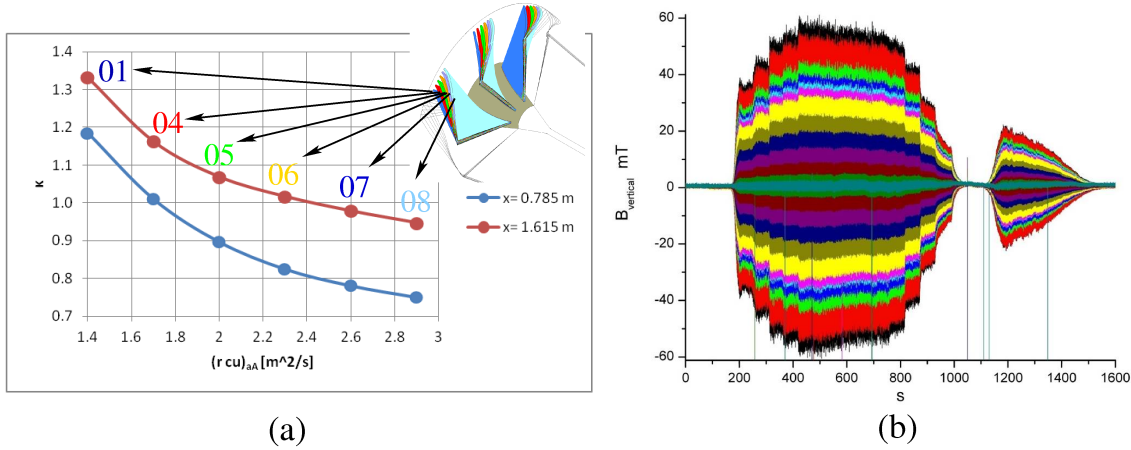 1.4
1.3
1.2
1.1
1.0
0.9
0.8
0.7
κ
1.4 1.6 1.8 2 2.2 2.4 2.6 2.8 3
(r cu)aA [m^2/s]
01
04
05
06
07
08
x= 0.785 m
x= 1.615 m
(a)
60
40
20
0
-20
-40
-60
Bvertical mT
0 200 400 600 800 1000 1200 1400 1600
S
(b)